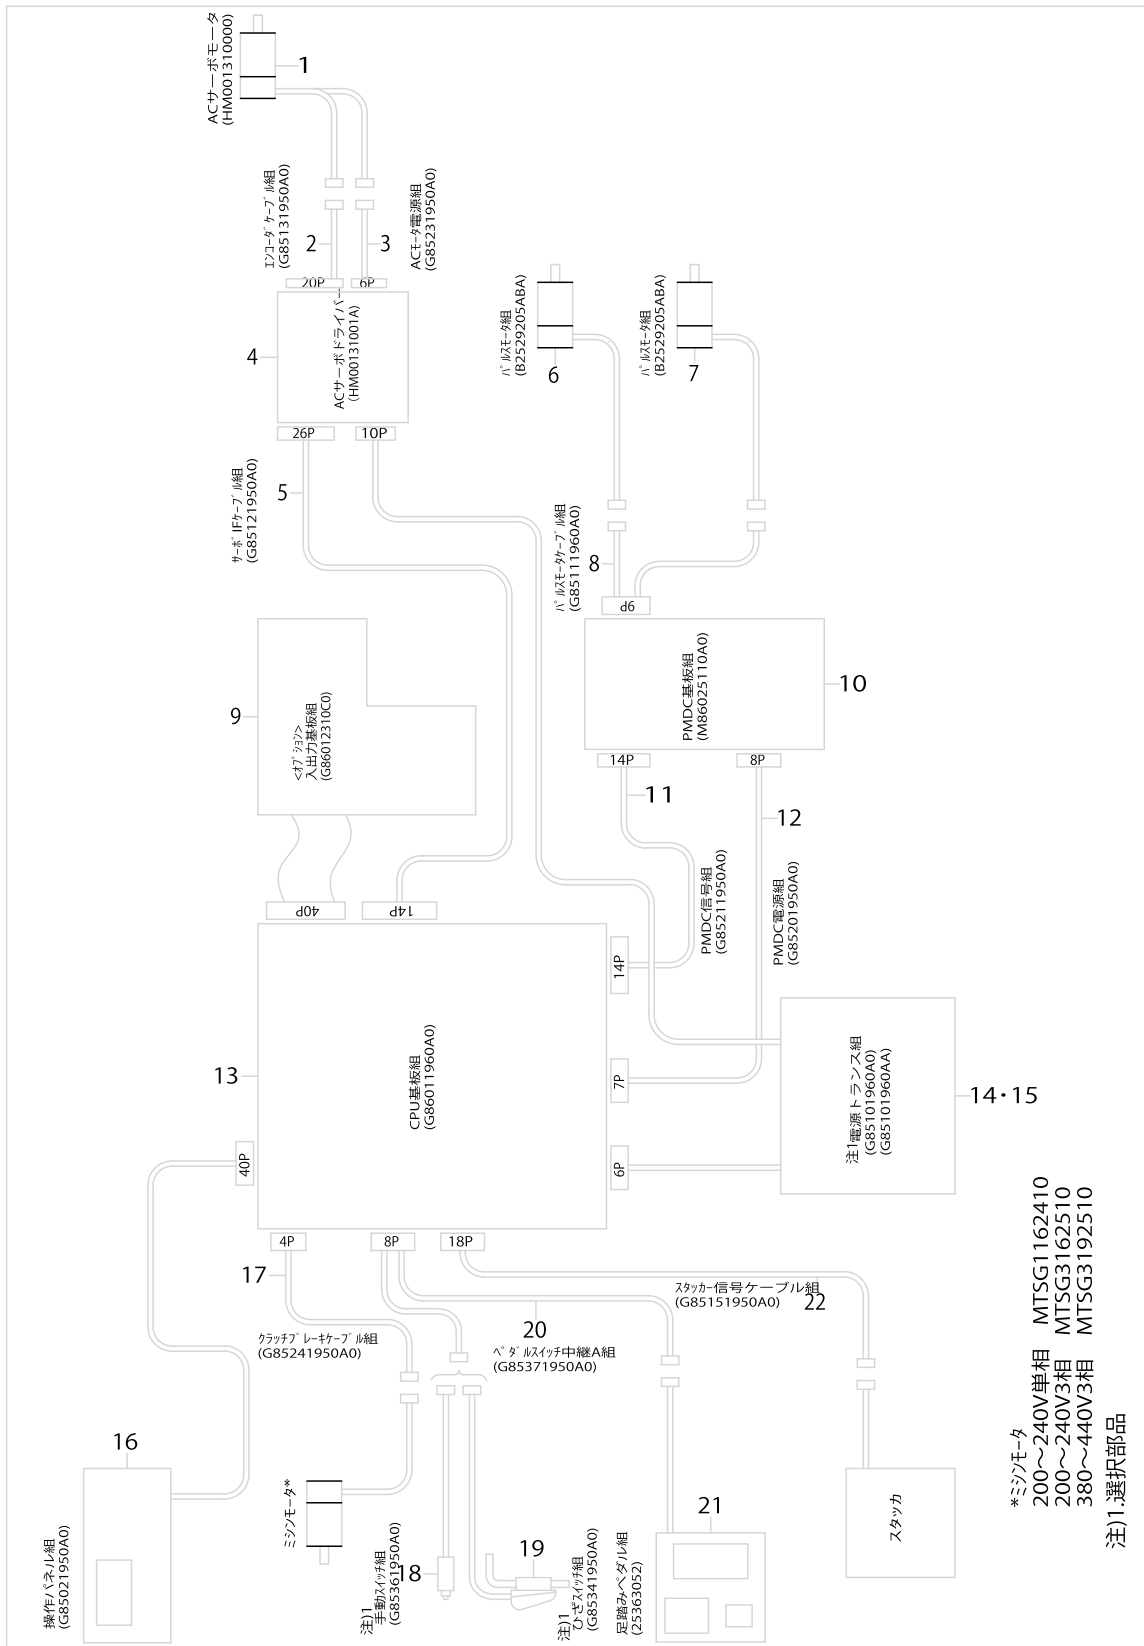 ACサーボモータ
(HM001310000)
1
エンコーダケーブル組
(G85131950A0)
2
3
ACモータ電源組
(G85231950A0)
20P
6P
4
ACサーボドライバー
(HM00131001A)
26P
10P
パルスモータ組
(B2529205ABA)
6
パルスモータ組
(B2529205ABA)
7
サーボIFケーブル組
(G85121950A0)
5
パルスモータケーブル組
(G85111960A0)
8
9P
9
<オプション>
入出力基板組
(G86012310C0)
PMDC基板組
(M86025110A0)
10
14P
8P
11
12
PMDC信号組
(G85211950A0)
PMDC電源組
(G85201950A0)
40P
14P
14P
13
CPU基板組
(G86011960A0)
7P
6P
注1電源トランス組
(G85101960A0)
(G85101960AA)
14・15
40P
4P
8P
18P
17
クラッチブレーキケーブル組
(G85241950A0)
20
ペダルスイッチ中継A組
(G85371950A0)
スタッカー信号ケーブル組
(G85151950A0)
22
16
操作パネル組
(G85021950A0)
ミシンモータ*
注)1
手動スイッチ組
(G85361950A0)
18
19
注)1
ひざスイッチ組
(G85341950A0)
足踏みペダル組
(25363052)
21
スタッカ
*ミシンモータ
200～240V単相 MTSG1162410
200～240V3相 MTSG3162510
380～440V3相 MTSG3192510
注)1.選択部品